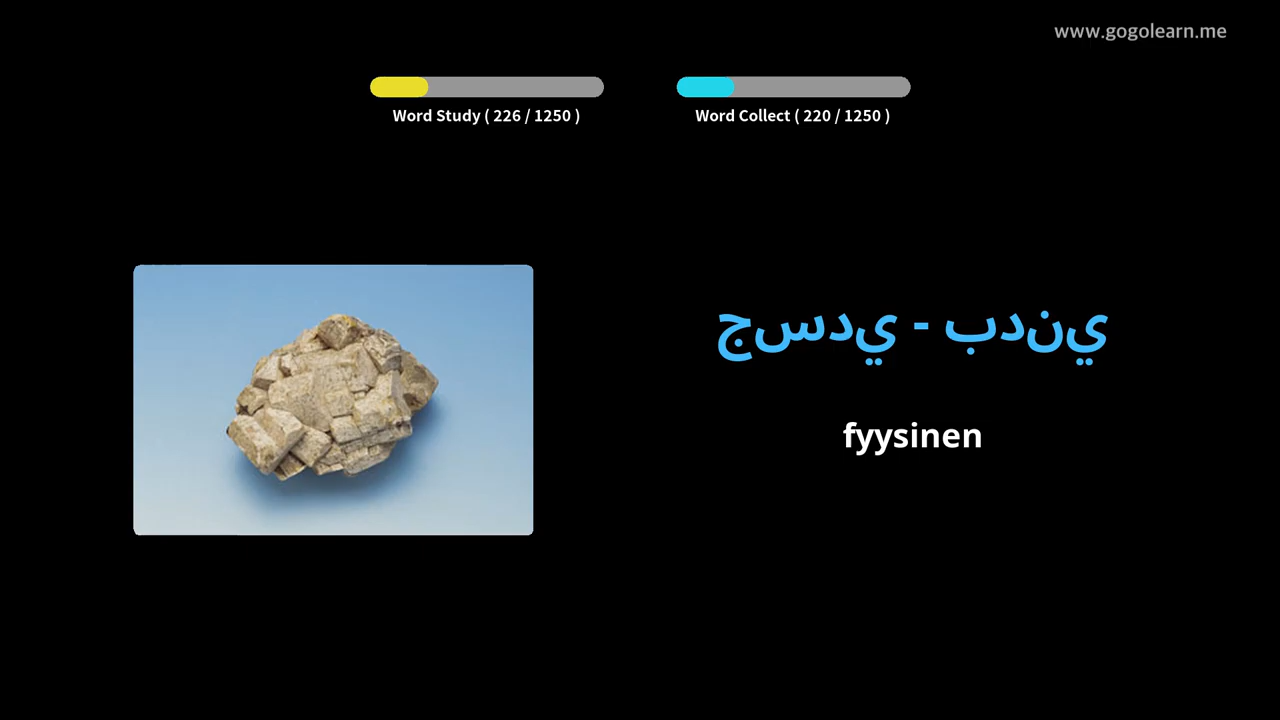 www.gogolearn.me
Word Study ( 226 / 1250 )
Word Collect ( 220 / 1250 )
جسدي - بدني
fyysinen